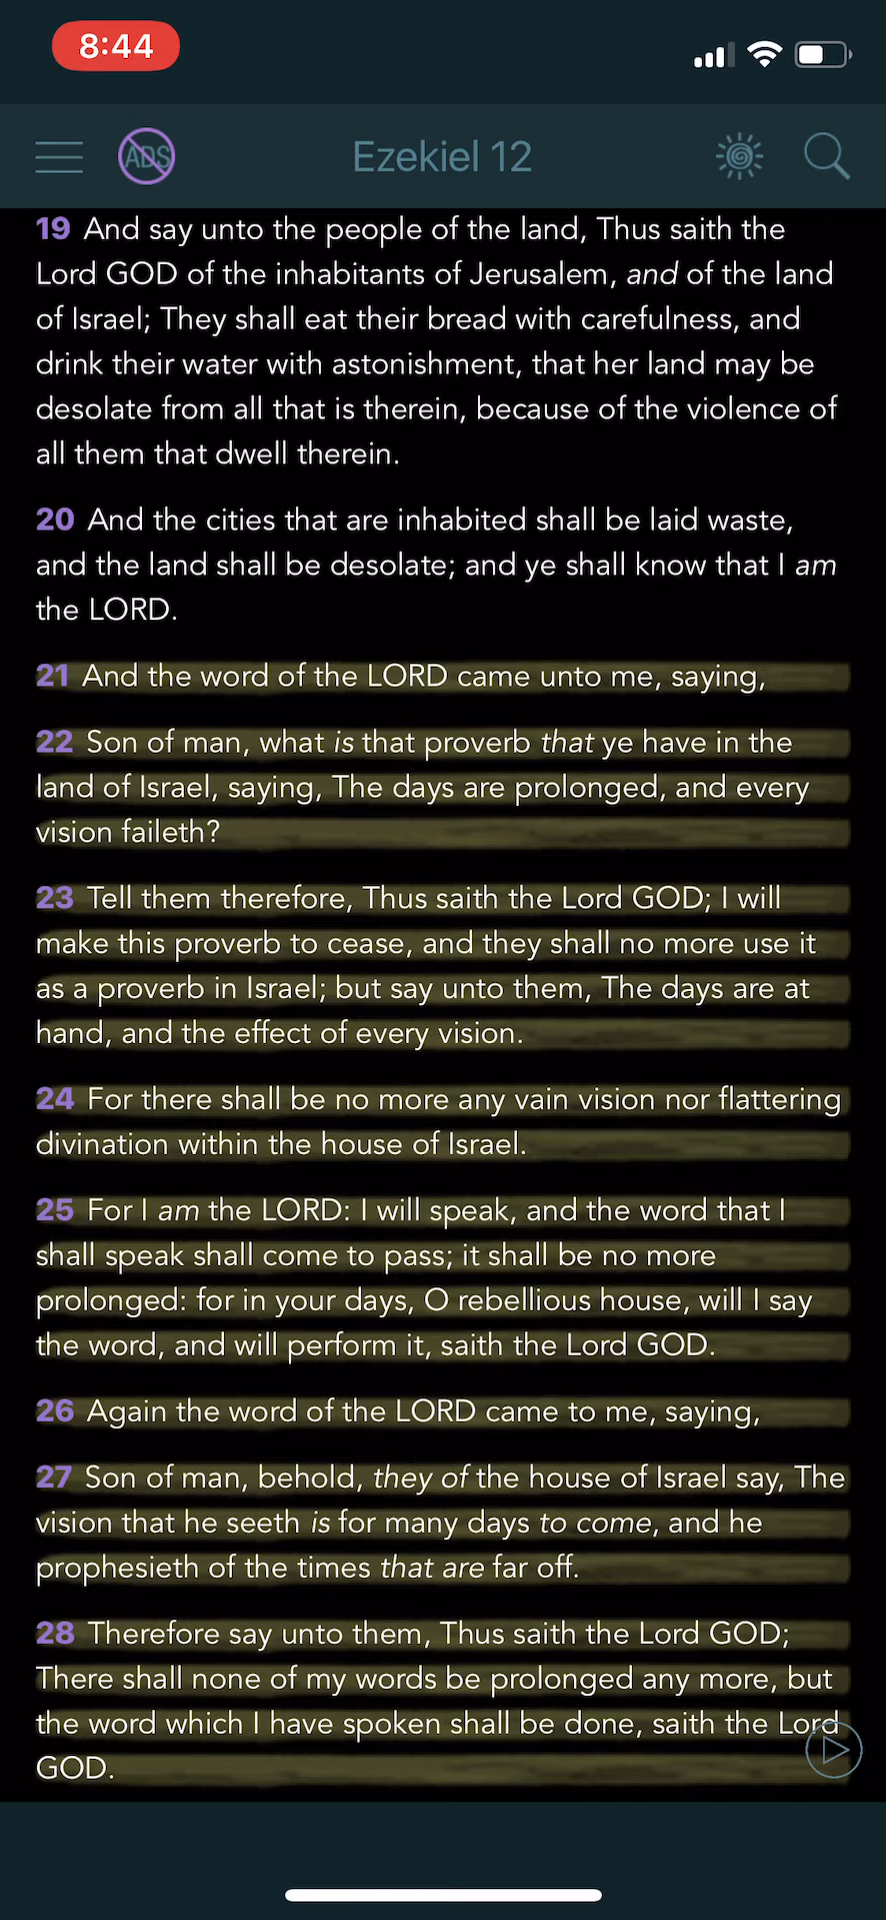 8:44
ADS
Ezekiel 12
19 And say unto the people of the land, Thus saith the
Lord GOD of the inhabitants of Jerusalem, and of the land
of Israel; They shall eat their bread with carefulness, and
drink their water with astonishment, that her land may be
desolate from all that is therein, because of the violence of
all them that dwell therein.
20 And the cities that are inhabited shall be laid waste,
and the land shall be desolate; and ye shall know that I am
the LORD.
21 And the word of the LORD came unto me, saying,
22 Son of man, what is that proverb that ye have in the
land of Israel, saying, The days are prolonged, and every
vision faileth?
23 Tell them therefore, Thus saith the Lord GOD; I will
make this proverb to cease, and they shall no more use it
as a proverb in Israel; but say unto them, The days are at
hand, and the effect of every vision.
24 For there shall be no more any vain vision nor flattering
divination within the house of Israel.
25 For I am the LORD: I will speak, and the word that I
shall speak shall come to pass; it shall be no more
prolonged: for in your days, O rebellious house, will I say
the word, and will perform it, saith the Lord GOD.
26 Again the word of the LORD came to me, saying,
27 Son of man, behold, they of the house of Israel say, The
vision that he seeth is for many days to come, and he
prophesieth of the times that are far off.
28 Therefore say unto them, Thus saith the Lord GOD;
There shall none of my words be prolonged any more, but
the word which I have spoken shall be done, saith the Lord
GOD.